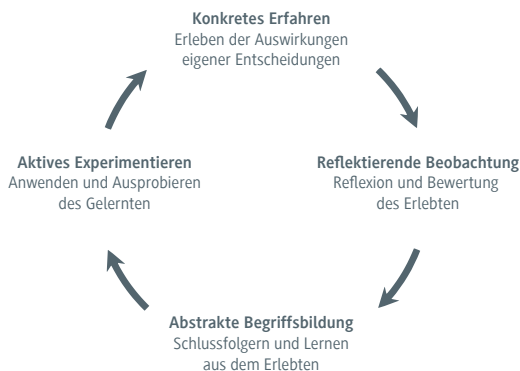 Konkretes Erfahren
Erleben der Auswirkungen
eigener Entscheidungen
Aktives Experimentieren
Anwenden und Ausprobieren
des Gelernten
Reflektierende Beobachtung
Reflexion und Bewertung
des Erlebten
Abstrakte Begriffsbildung
Schlussfolgern und Lernen
aus dem Erlebten